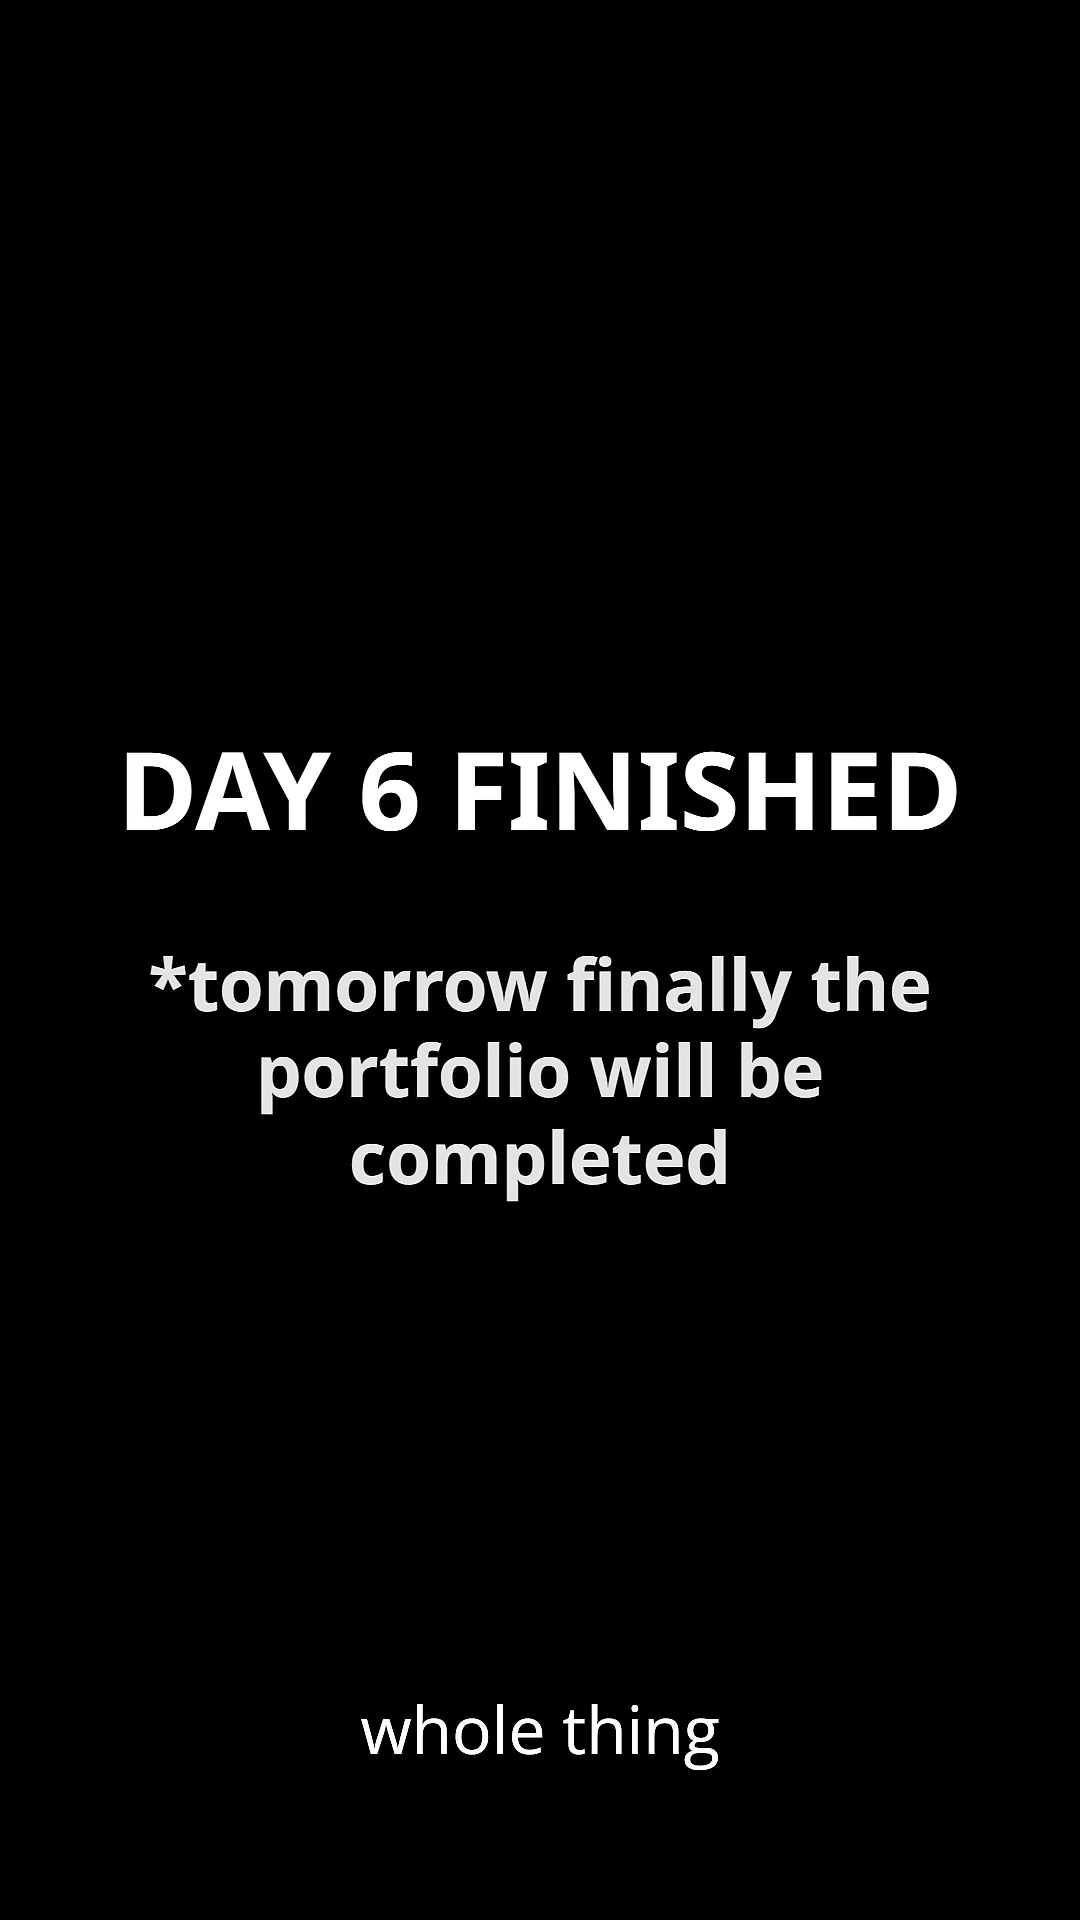 DAY 6 FINISHED
*tomorrow finally the
portfolio will be
completed
whole thing